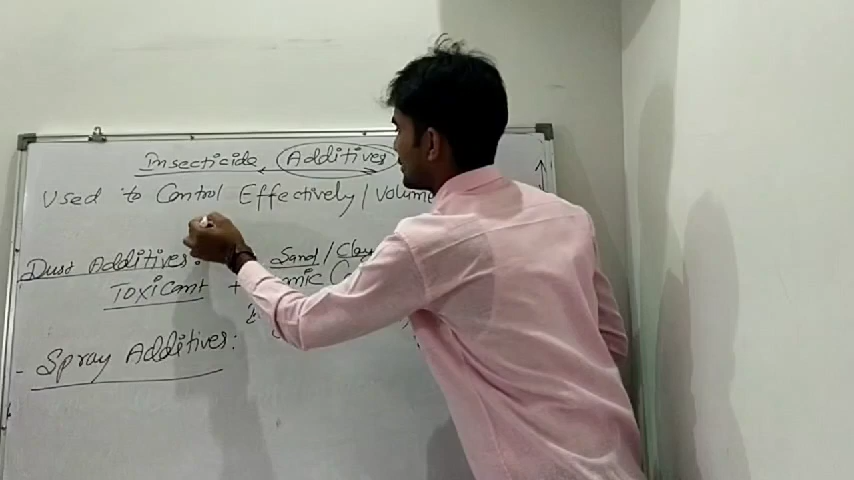 Insecticide Additives
Used to Control Effectively / Volume
Dust Additives: Sand / Clay
Toxicant +
- Spray Additives: